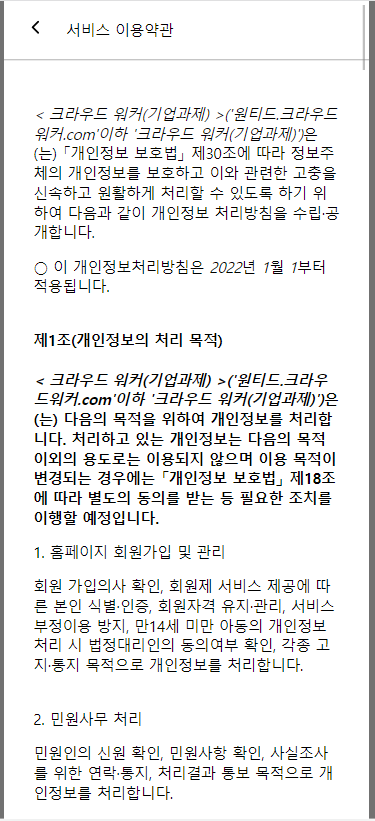 서비스 이용약관
< 크라우드 워커(기업과제) >('원티드.크라우드
워커.com'이하 '크라우드 워커(기업과제)')은
(는) 「개인정보 보호법」 제30조에 따라 정보주
체의 개인정보를 보호하고 이와 관련한 고충을
신속하고 원활하게 처리할 수 있도록 하기 위
하여 다음과 같이 개인정보 처리방침을 수립·공
개합니다.
○ 이 개인정보처리방침은 2022년 1월 1부터
적용됩니다.
제1조(개인정보의 처리 목적)
< 크라우드 워커(기업과제) >('원티드.크라우
드워커.com'이하 '크라우드 워커(기업과제)')은
(는) 다음의 목적을 위하여 개인정보를 처리합
니다. 처리하고 있는 개인정보는 다음의 목적
이외의 용도로는 이용되지 않으며 이용 목적이
변경되는 경우에는 「개인정보 보호법」 제18조
에 따라 별도의 동의를 받는 등 필요한 조치를
이행할 예정입니다.
1. 홈페이지 회원가입 및 관리
회원 가입의사 확인, 회원제 서비스 제공에 따
른 본인 식별·인증, 회원자격 유지·관리, 서비스
부정이용 방지, 만14세 미만 아동의 개인정보
처리 시 법정대리인의 동의여부 확인, 각종 고
지·통지 목적으로 개인정보를 처리합니다.
2. 민원사무 처리
민원인의 신원 확인, 민원사항 확인, 사실조사
를 위한 연락·통지, 처리결과 통보 목적으로 개
인정보를 처리합니다.